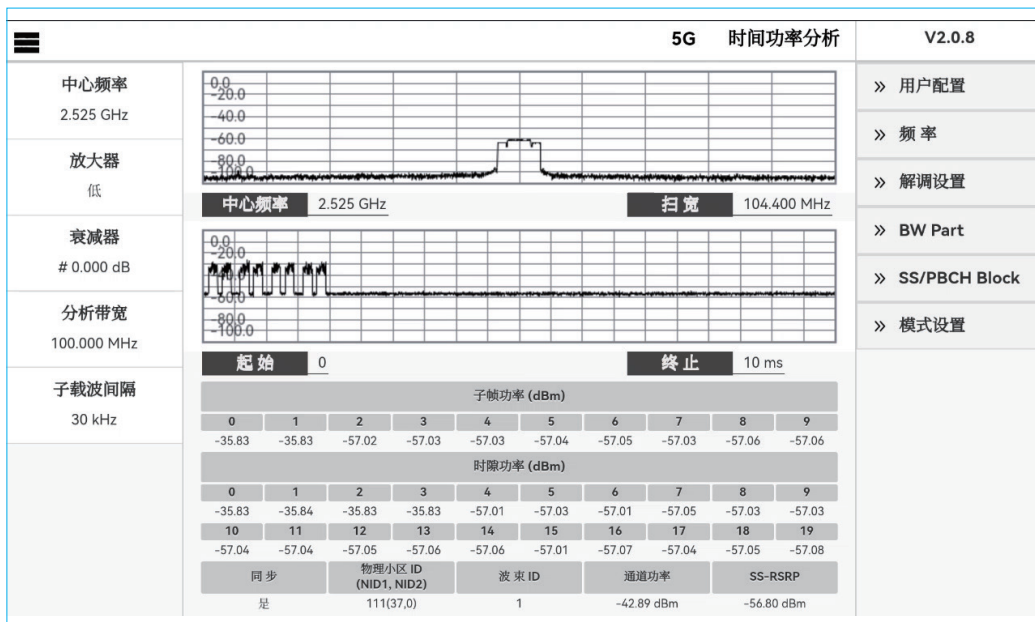 5G 时间功率分析 V2.0.8
中心频率
2.525 GHz
放大器
低
衰减器
# 0.000 dB
分析带宽
100.000 MHz
子载波间隔
30 kHz
0.0
-20.0
-40.0
-60.0
-80.0
-100.0
中心频率 2.525 GHz 扫宽 104.400 MHz
0.0
-20.0
-40.0
-60.0
-80.0
-100.0
起始 0 终止 10 ms
子帧功率 (dBm)
0 1 2 3 4 5 6 7 8 9
-35.83 -35.83 -57.02 -57.03 -57.03 -57.04 -57.05 -57.03 -57.06 -57.06
时隙功率 (dBm)
0 1 2 3 4 5 6 7 8 9
-35.83 -35.84 -35.83 -35.83 -57.01 -57.03 -57.01 -57.05 -57.03 -57.03
10 11 12 13 14 15 16 17 18 19
-57.04 -57.04 -57.05 -57.06 -57.06 -57.01 -57.07 -57.04 -57.05 -57.08
同步 物理小区 ID (NID1, NID2) 波束 ID 通道功率 SS-RSRP
是 111(37,0) 1 -42.89 dBm -56.80 dBm
» 用户配置
» 频率
» 解调设置
» BW Part
» SS/PBCH Block
» 模式设置